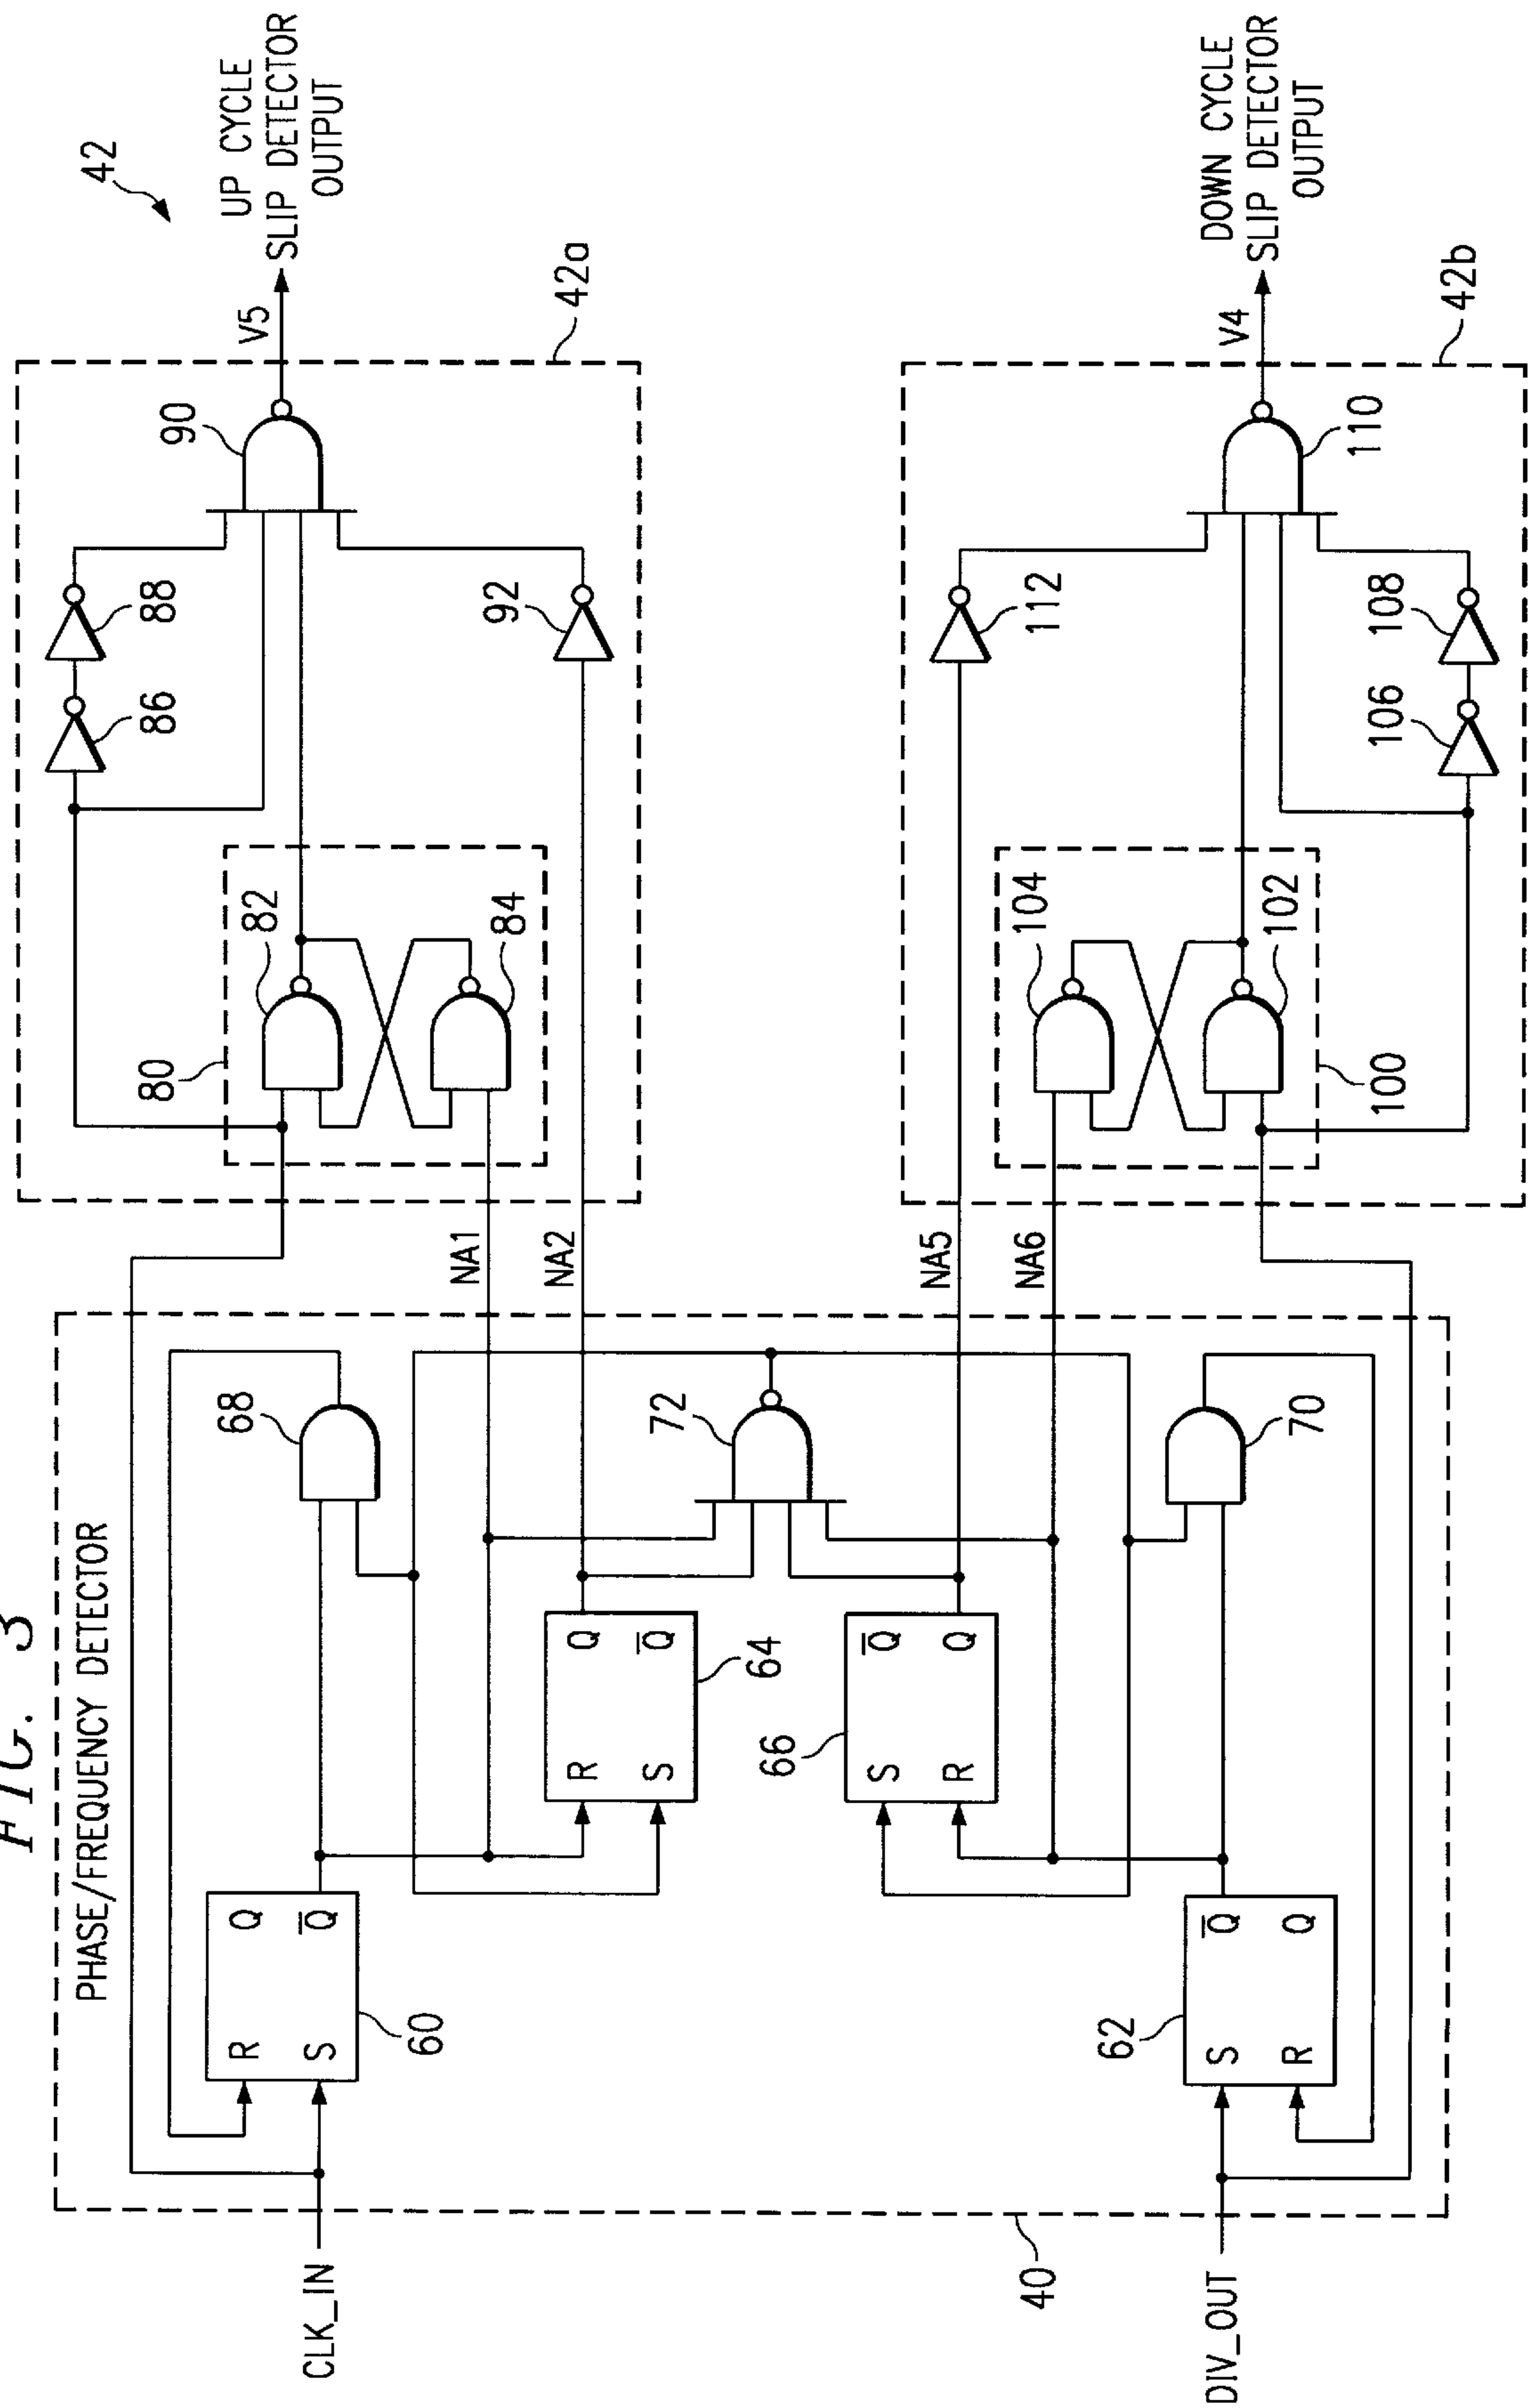 FIG. 3
PHASE/FREQUENCY DETECTOR
42
UP CYCLE
SLIP DETECTOR
OUTPUT
V5
42a
90
88
86
92
82
84
80
NA1
NA2
68
72
70
R Q
S Q̅
60
R Q
S Q̅
64
S Q̅
R Q
66
S Q̅
R Q
62
CLK_IN
DIV_OUT
40
NA5
NA6
112
104
102
100
106
108
110
V4
DOWN CYCLE
SLIP DETECTOR
OUTPUT
42b